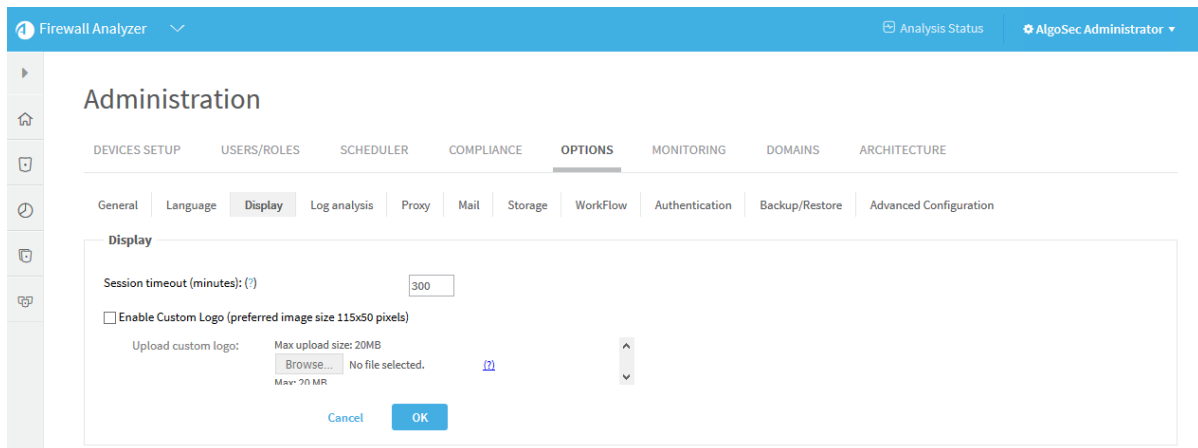 Firewall Analyzer Analysis Status AlgoSec Administrator
Administration
DEVICES SETUP USERS/ROLES SCHEDULER COMPLIANCE OPTIONS MONITORING DOMAINS ARCHITECTURE
General Language Display Log analysis Proxy Mail Storage WorkFlow Authentication Backup/Restore Advanced Configuration
Display
Session timeout (minutes): (?) 300
Enable Custom Logo (preferred image size 115x50 pixels)
Upload custom logo: Max upload size: 20MB
Browse... No file selected. (?)
Max: 20 MB
Cancel OK